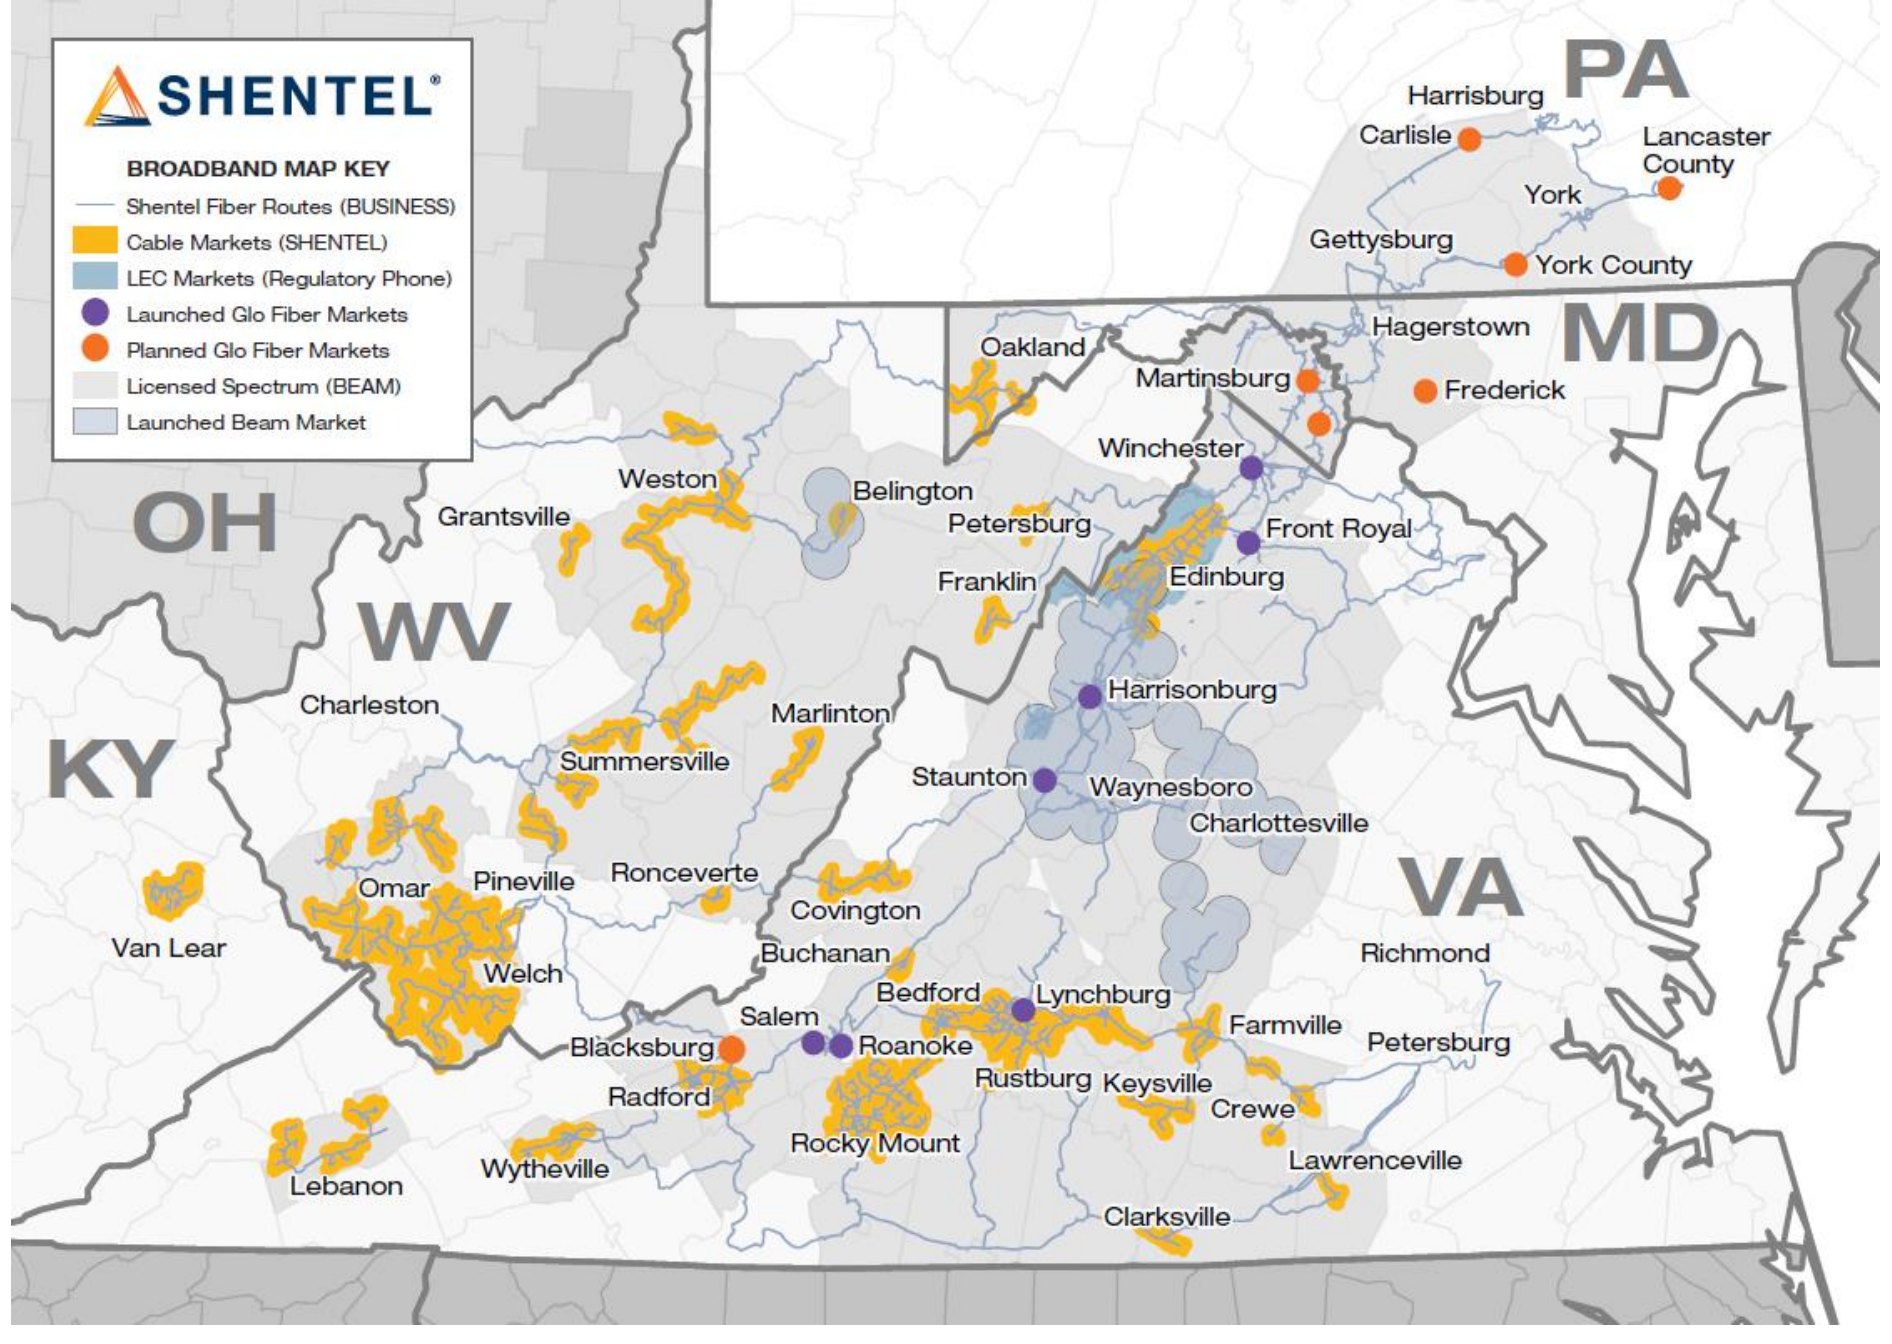 SHENTEL®
BROADBAND MAP KEY
Shentel Fiber Routes (BUSINESS)
Cable Markets (SHENTEL)
LEC Markets (Regulatory Phone)
Launched Glo Fiber Markets
Planned Glo Fiber Markets
Licensed Spectrum (BEAM)
Launched Beam Market
PA
Harrisburg
Carlisle
Lancaster
County
York
Gettysburg
York County
MD
Hagerstown
Oakland
Martinsburg
Frederick
Winchester
OH
Weston
Belington
Grantsville
Petersburg
Front Royal
Franklin
Edinburg
WV
Harrisonburg
Charleston
Marlinton
KY
Summersville
Staunton
Waynesboro
Charlottesville
VA
Omar
Pineville
Ronceverte
Covington
Van Lear
Buchanan
Richmond
Welch
Bedford
Lynchburg
Salem
Farmville
Blacksburg
Roanoke
Petersburg
Rustburg
Keysville
Radford
Crewe
Rocky Mount
Wytheville
Lawrenceville
Lebanon
Clarksville